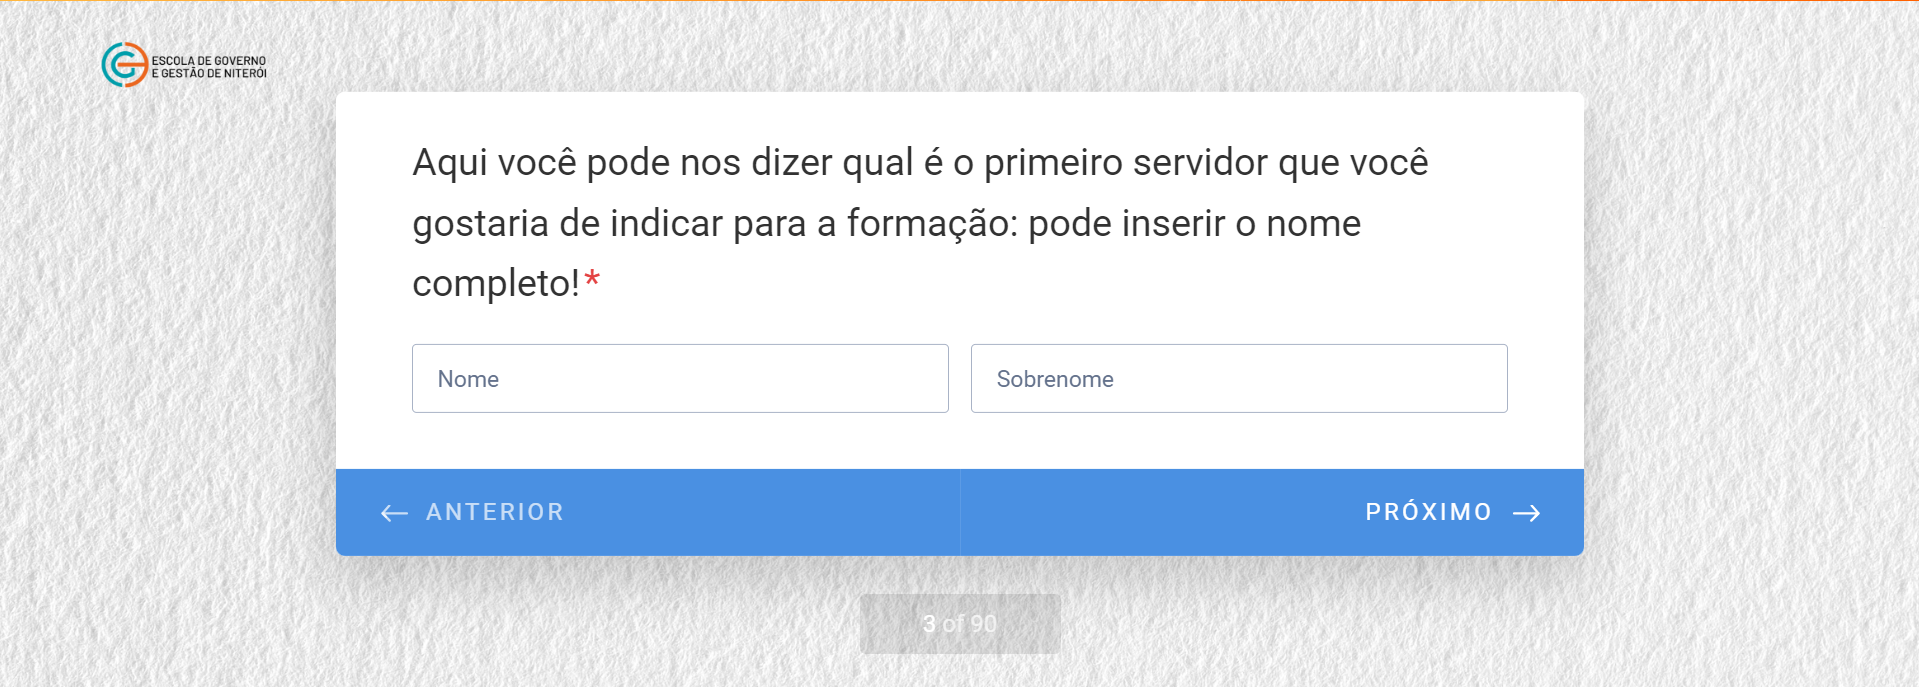 ESCOLA DE GOVERNO
E GESTÃO DE NITERÓI
Aqui você pode nos dizer qual é o primeiro servidor que você
gostaria de indicar para a formação: pode inserir o nome
completo!*
Nome
Sobrenome
← ANTERIOR
PRÓXIMO →
3 of 90